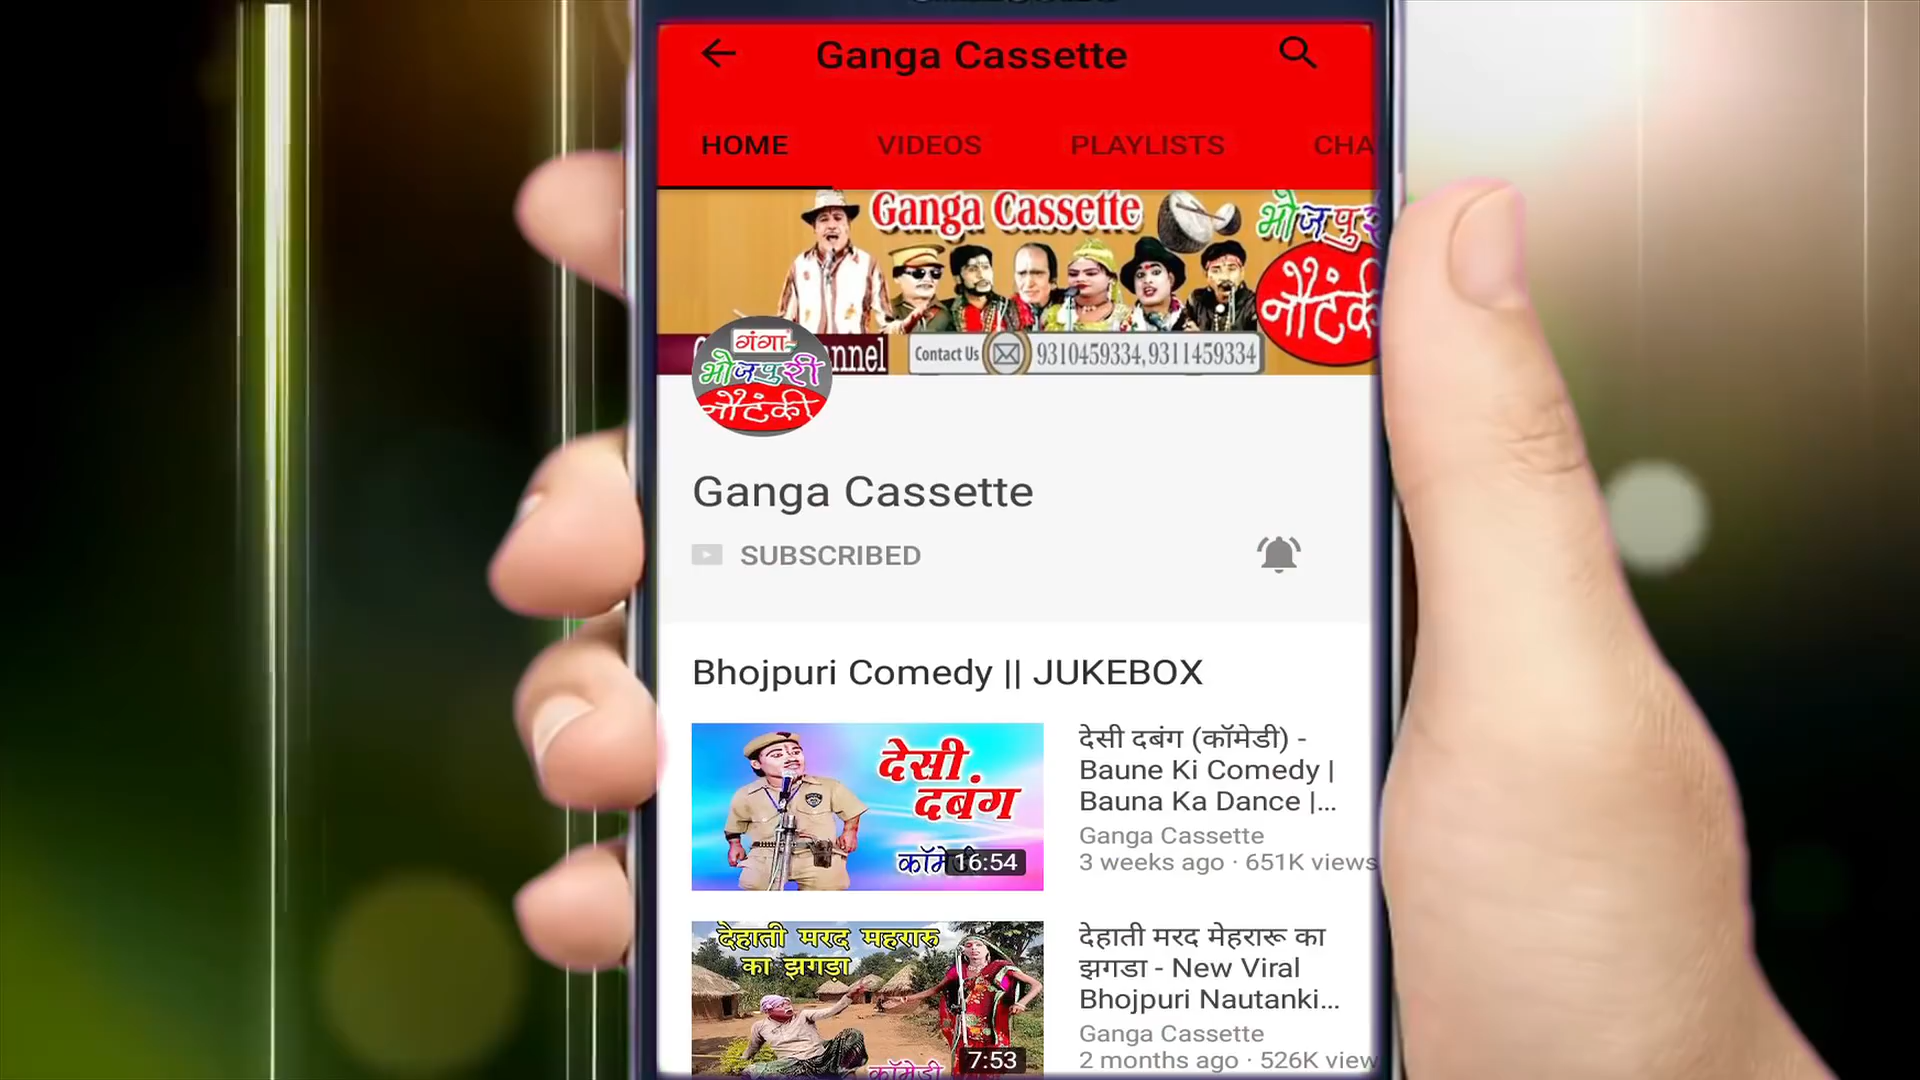 Ganga Cassette
HOME VIDEOS PLAYLISTS CHA
Ganga Cassette
भोजपुरी
नौटंकी
nnel
Contact Us 9310459334,9311459334
गंगा
भोजपुरी
नौटंकी
Ganga Cassette
SUBSCRIBED
Bhojpuri Comedy || JUKEBOX
देसी
दबंग
कॉमेडी
16:54
देसी दबंग (कॉमेडी) -
Baune Ki Comedy |
Bauna Ka Dance |...
Ganga Cassette
3 weeks ago · 651K views
देहाती मरद महरारु
का झगड़ा
कॉमेडी
7:53
देहाती मरद मेहरारू का
झगडा - New Viral
Bhojpuri Nautanki...
Ganga Cassette
2 months ago · 526K view